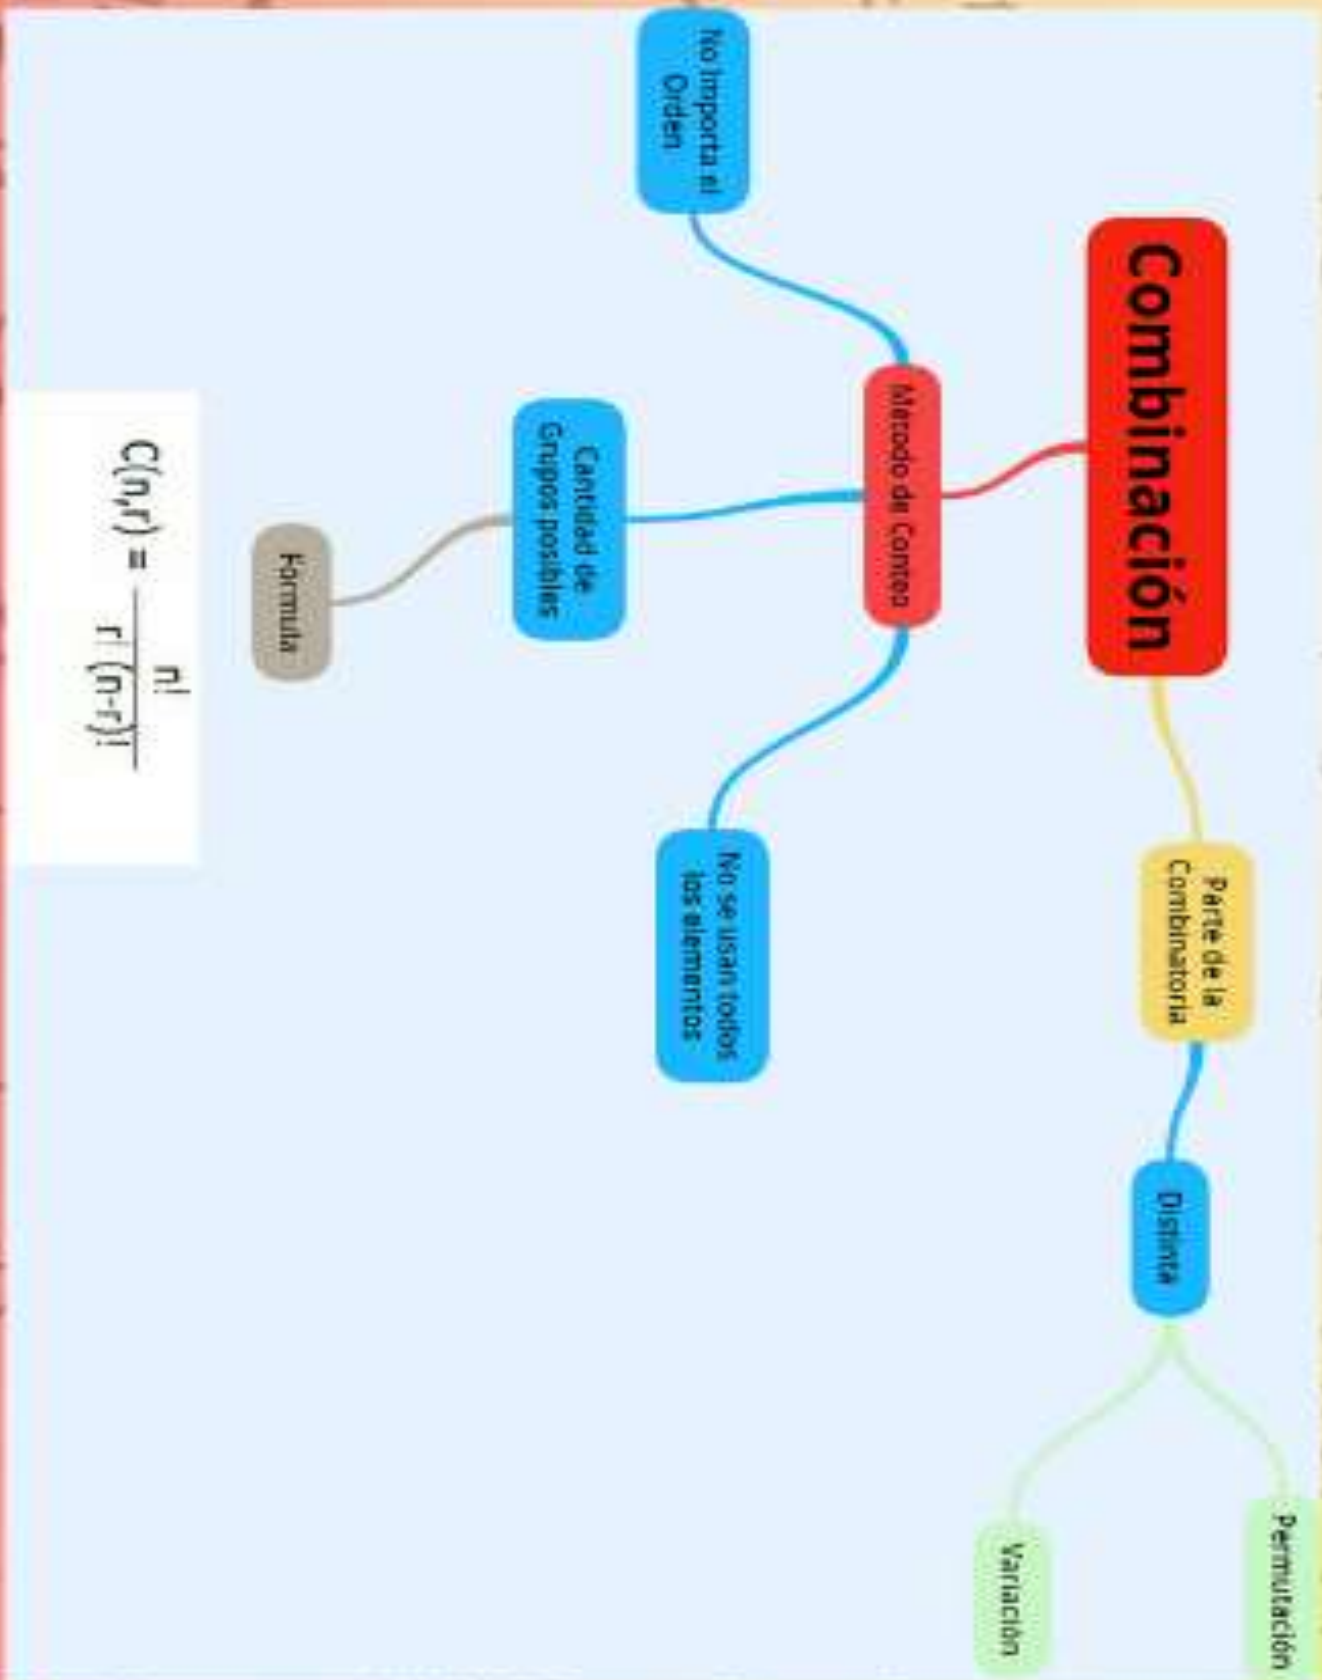 Combinación
Parte de la
Combinatoria
Distinta
Permutación
Variación
Metodo de Conteo
No Importa el
Orden
Cantidad de
Grupos posibles
No se usan todos
los elementos
Formula
C(n,r) = n!
r! (n-r)!